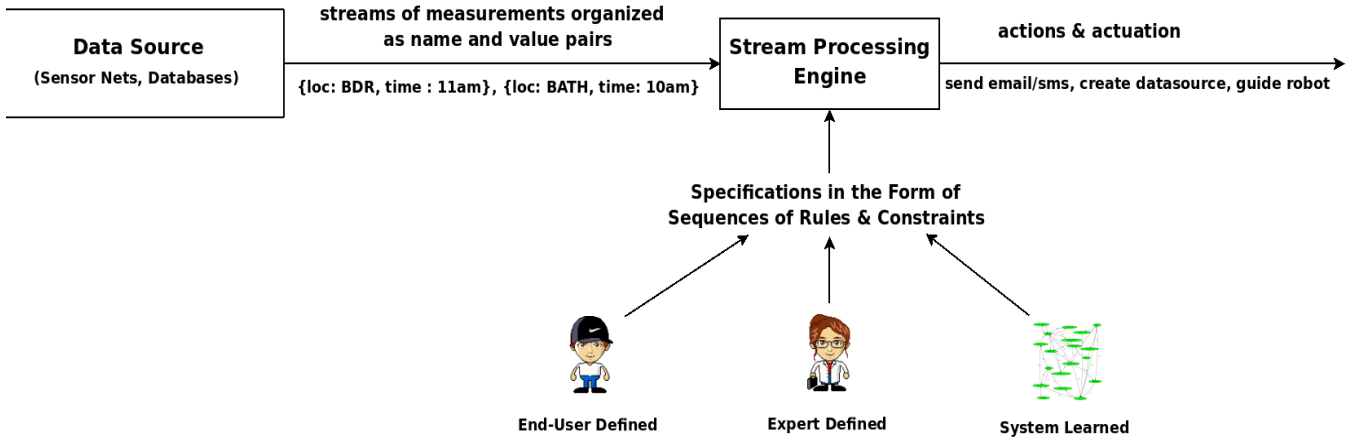 Data Source
(Sensor Nets, Databases)
streams of measurements organized
as name and value pairs
{loc: BDR, time : 11am}, {loc: BATH, time: 10am}
Stream Processing
Engine
actions & actuation
send email/sms, create datasource, guide robot
Specifications in the Form of
Sequences of Rules & Constraints
End-User Defined
Expert Defined
System Learned